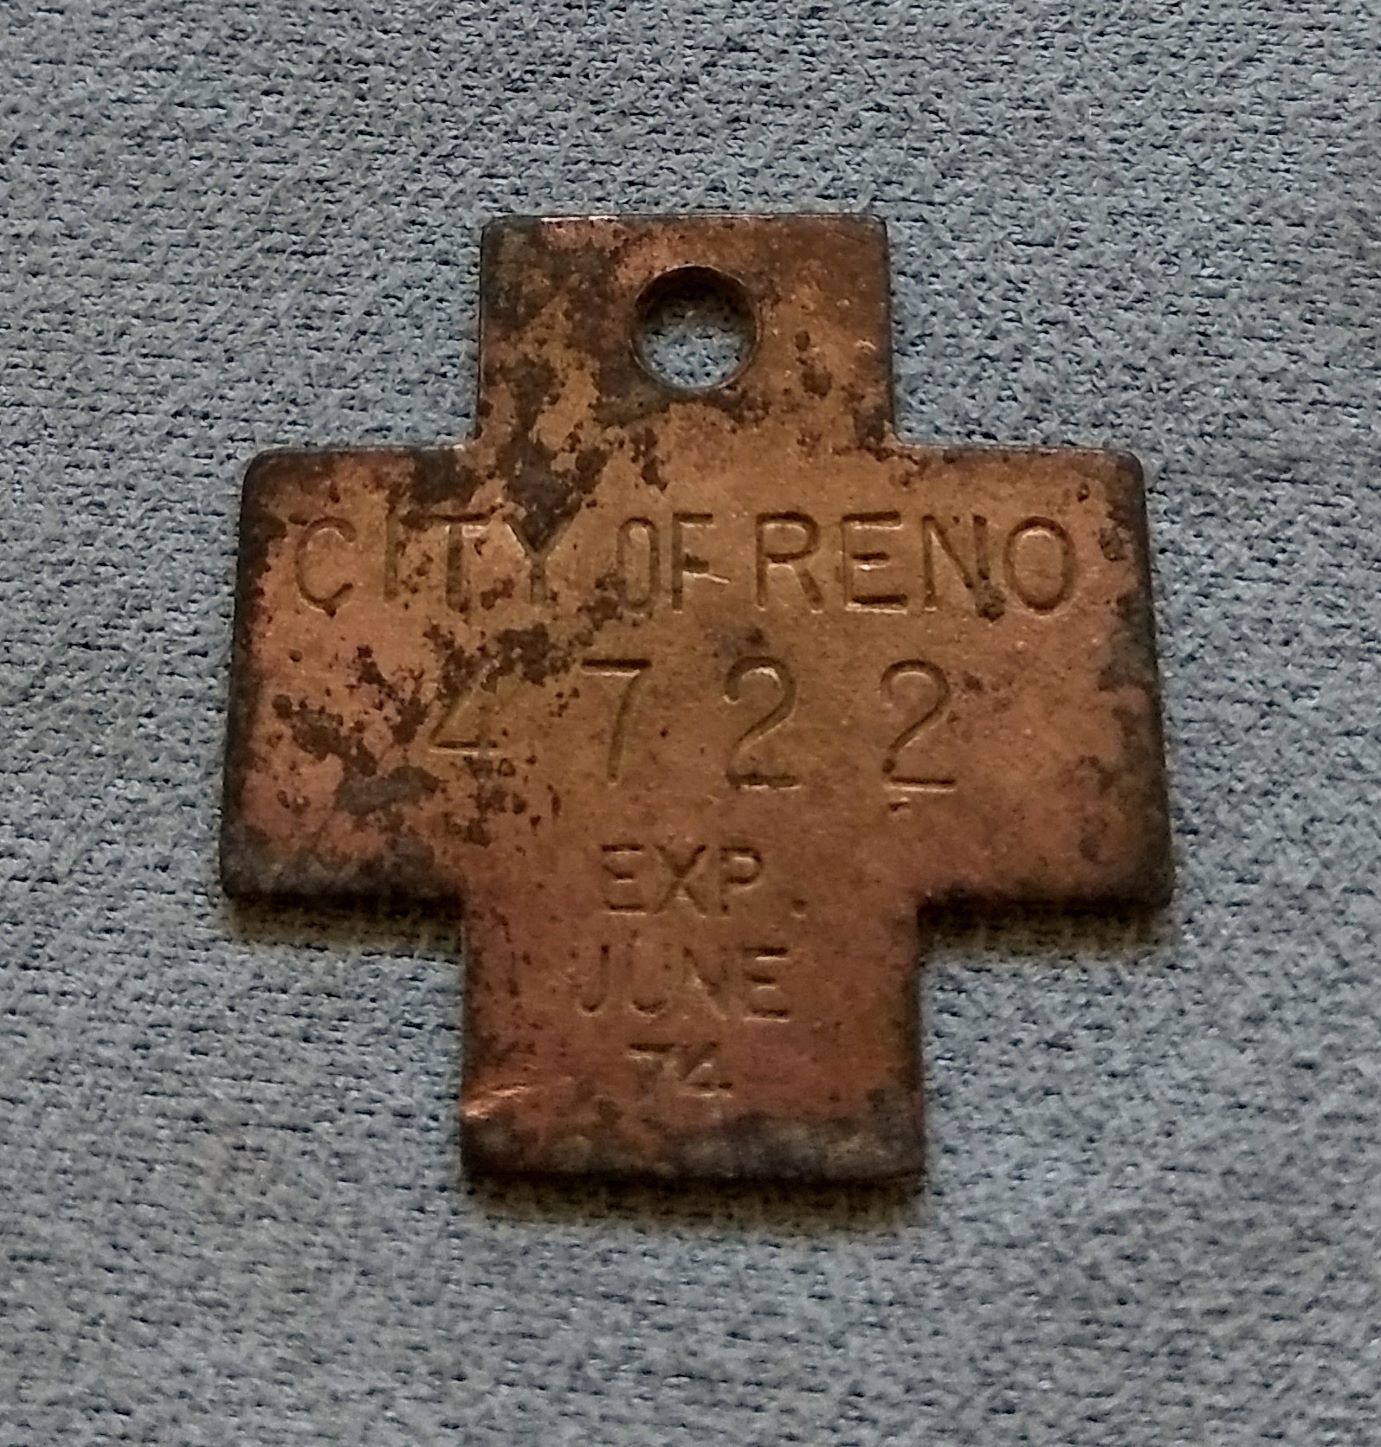 CITY OF RENO
4722
EXP.
JUNE
74